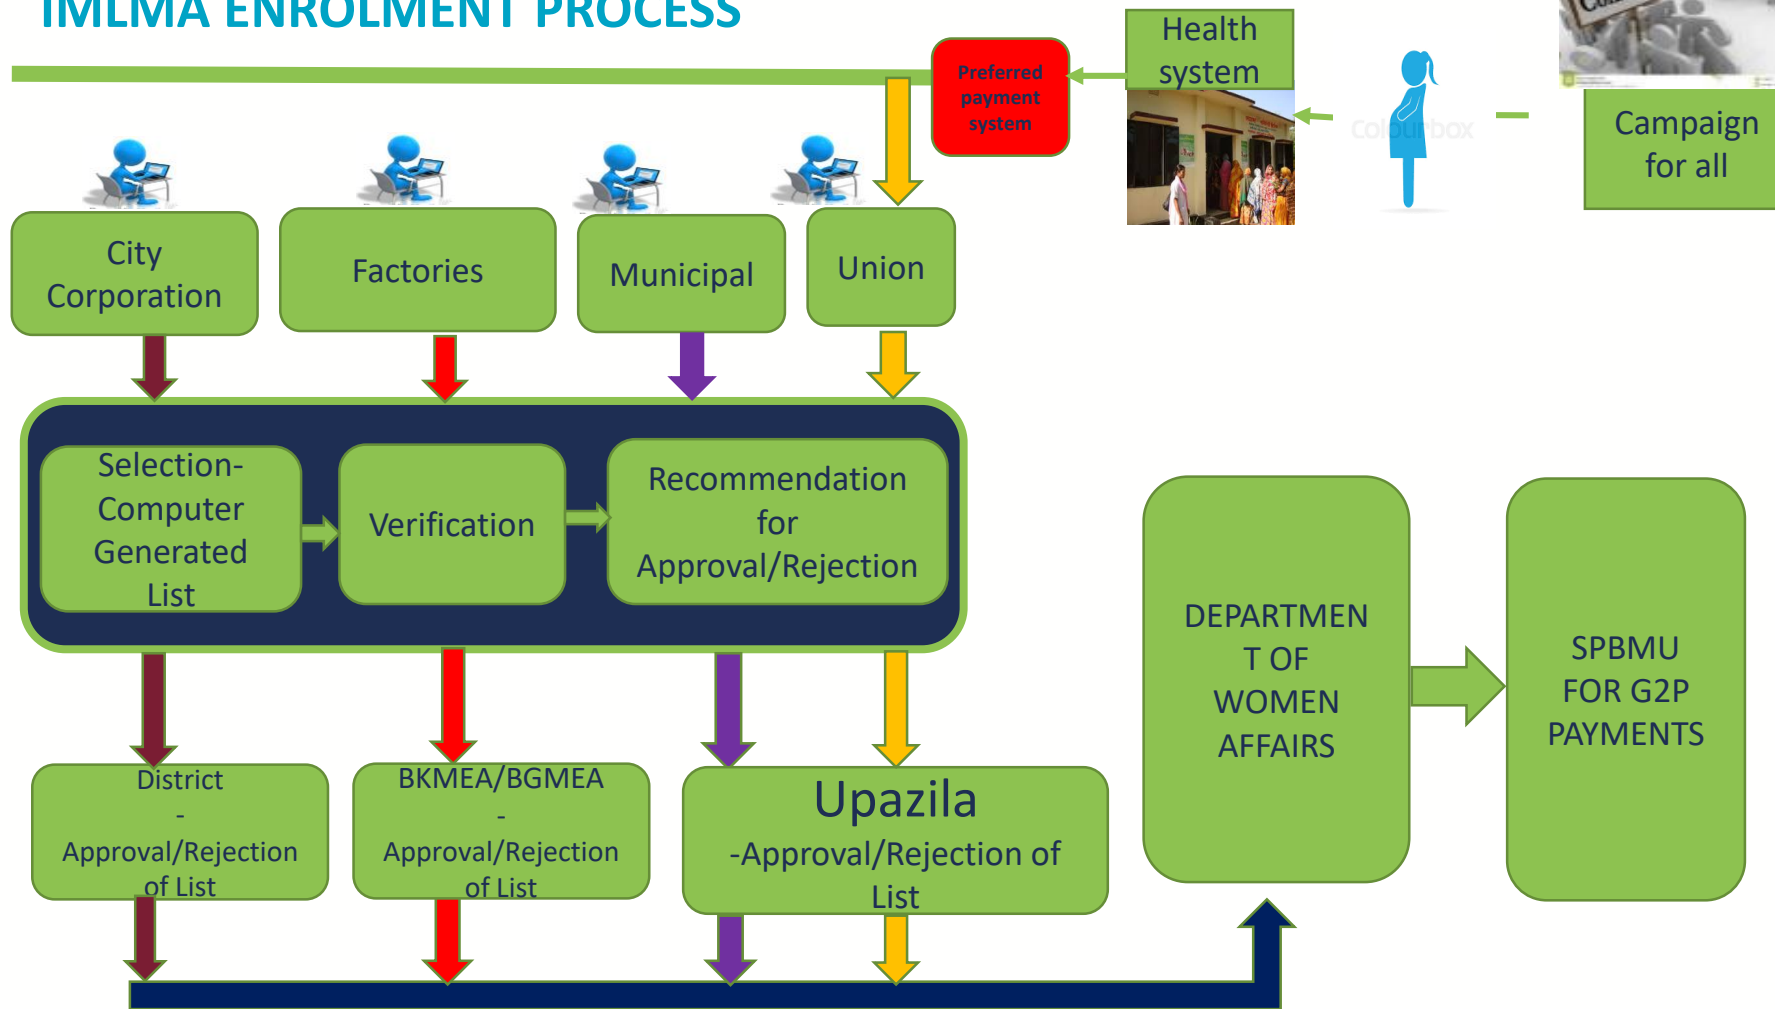 IMLMA ENROLMENT PROCESS
Health
system
Preferred
payment
system
Colourbox
Campaign
for all
City
Corporation
Factories
Municipal
Union
Selection-
Computer
Generated
List
Verification
Recommendation
for
Approval/Rejection
DEPARTMEN
T OF
WOMEN
AFFAIRS
SPBMU
FOR G2P
PAYMENTS
District
-
Approval/Rejection
of List
BKMEA/BGMEA
-
Approval/Rejection
of List
Upazila
-Approval/Rejection of
List